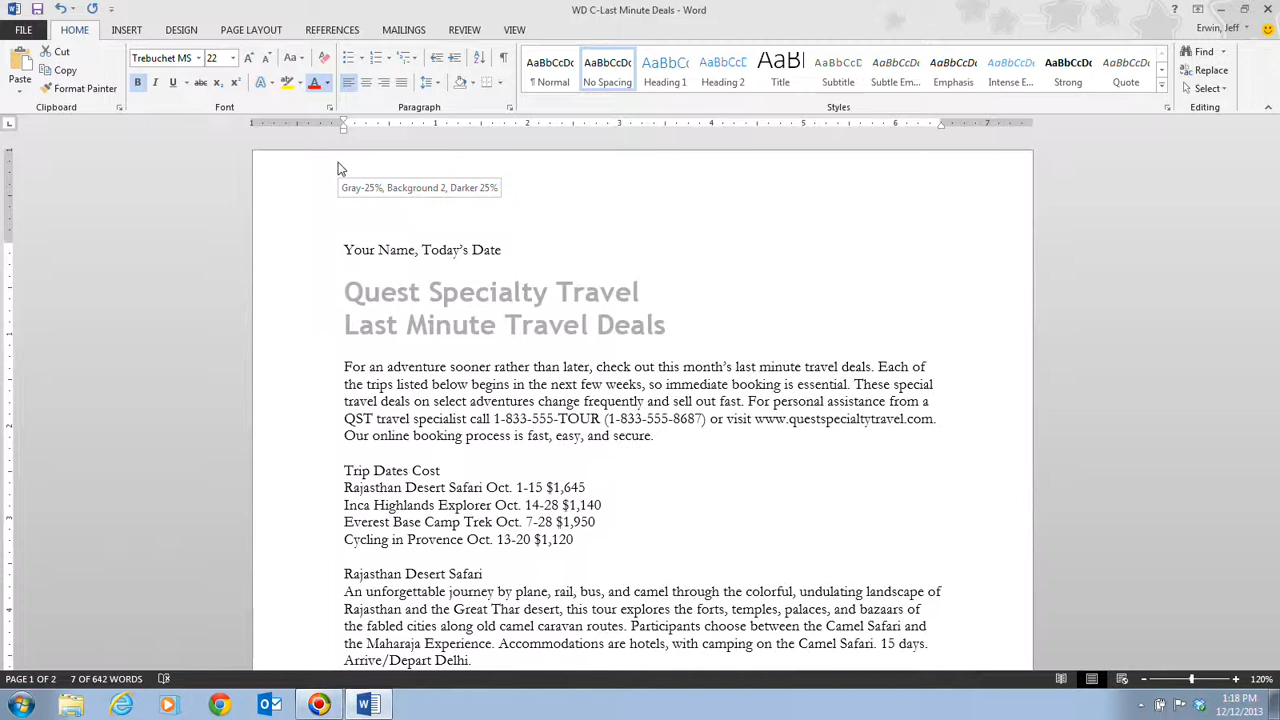 WD C-Last Minute Deals - Word
FILE HOME INSERT DESIGN PAGE LAYOUT REFERENCES MAILINGS REVIEW VIEW
Erwin, Jeff
Paste
Cut
Copy
Format Painter
Clipboard
Trebuchet MS 22
Font
Paragraph
AaBbCcDc AaBbCcDc AaBbCc AaBbCcD AaBl AaBbCcD AaBbCcDc AaBbCcDc AaBbCcDc AaBbCcDc AaBbCcDc
¶ Normal No Spacing Heading 1 Heading 2 Title Subtitle Subtle Em... Emphasis Intense E... Strong Quote
Styles
Find
Replace
Select
Editing
1 1 2 3 4 5 6 7
Gray-25%, Background 2, Darker 25%
Your Name, Today’s Date
Quest Specialty Travel
Last Minute Travel Deals
For an adventure sooner rather than later, check out this month’s last minute travel deals. Each of
the trips listed below begins in the next few weeks, so immediate booking is essential. These special
travel deals on select adventures change frequently and sell out fast. For personal assistance from a
QST travel specialist call 1-833-555-TOUR (1-833-555-8687) or visit www.questspecialtytravel.com.
Our online booking process is fast, easy, and secure.
Trip Dates Cost
Rajasthan Desert Safari Oct. 1-15 $1,645
Inca Highlands Explorer Oct. 14-28 $1,140
Everest Base Camp Trek Oct. 7-28 $1,950
Cycling in Provence Oct. 13-20 $1,120
Rajasthan Desert Safari
An unforgettable journey by plane, rail, bus, and camel through the colorful, undulating landscape of
Rajasthan and the Great Thar desert, this tour explores the forts, temples, palaces, and bazaars of
the fabled cities along old camel caravan routes. Participants choose between the Camel Safari and
the Maharaja Experience. Accommodations are hotels, with camping on the Camel Safari. 15 days.
Arrive/Depart Delhi.
PAGE 1 OF 2 7 OF 642 WORDS 120%
1:18 PM
12/12/2013